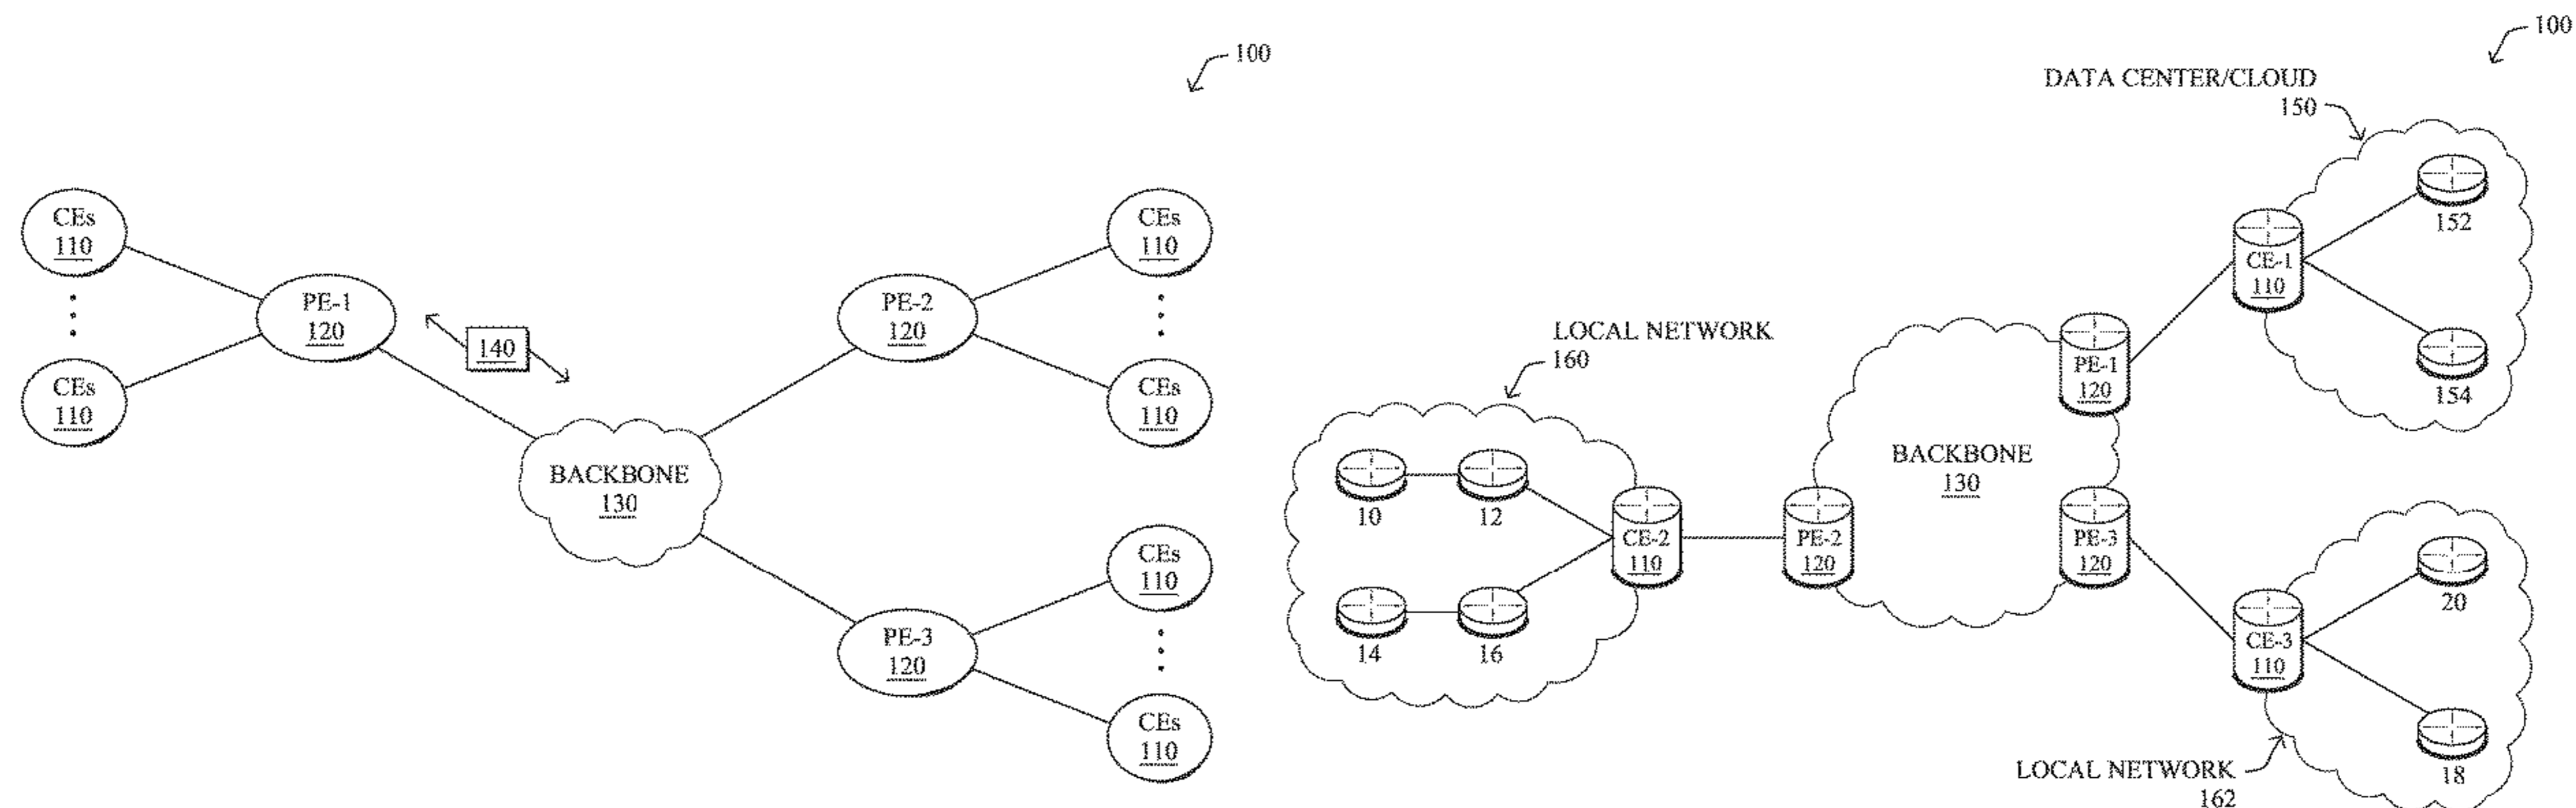 100
CEs
110
CEs
110
PE-1
120
140
PE-2
120
CEs
110
CEs
110
BACKBONE
130
PE-3
120
CEs
110
CEs
110
100
DATA CENTER/CLOUD
150
152
CE-1
110
154
LOCAL NETWORK
160
10
12
14
16
CE-2
110
PE-2
120
BACKBONE
130
PE-1
120
PE-3
120
CE-3
110
20
18
LOCAL NETWORK
162